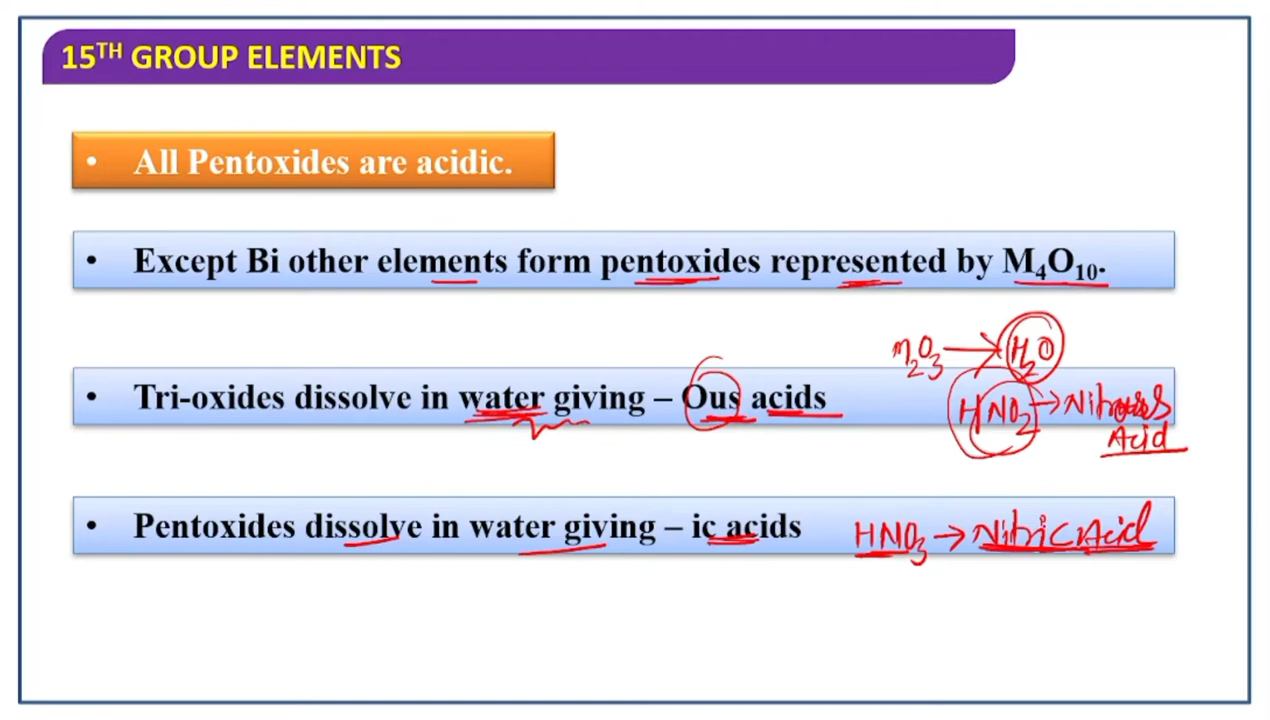 15TH GROUP ELEMENTS
• All Pentoxides are acidic.
• Except Bi other elements form pentoxides represented by M₄O₁₀.
M₂O₃ → H₂O
• Tri-oxides dissolve in water giving – Ous acids
HNO₂ → Nitrous
Acid
• Pentoxides dissolve in water giving – ic acids
HNO₃ → Nitric Acid